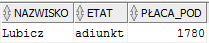 NAZWISKO ETAT PŁACA_POD
Lubicz adiunkt 1780